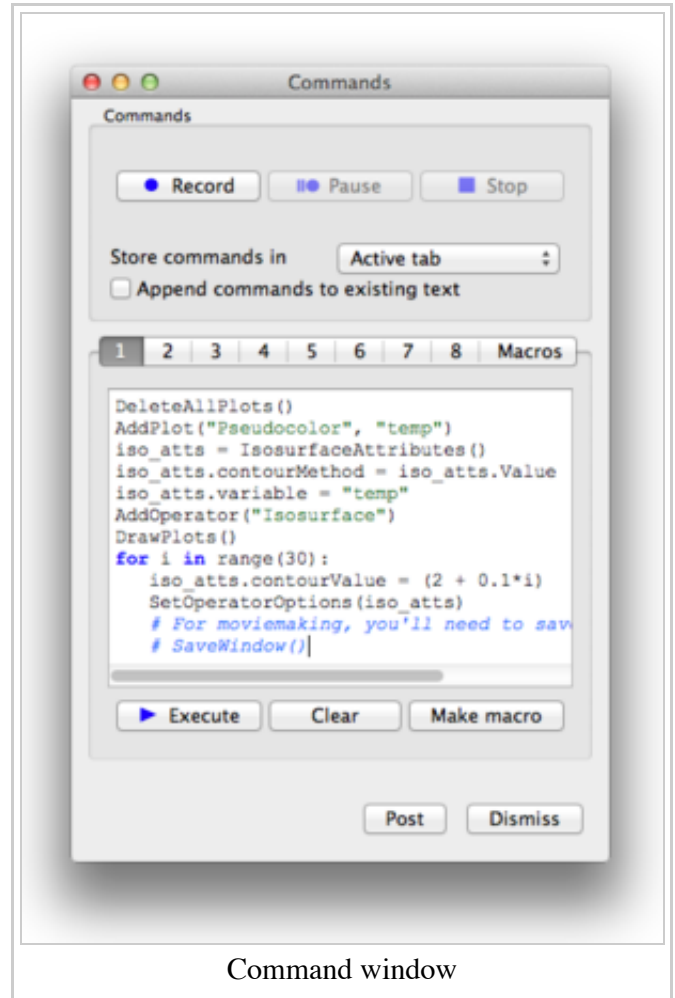 Commands
Commands
Record Pause Stop
Store commands in Active tab
Append commands to existing text
1 2 3 4 5 6 7 8 Macros
DeleteAllPlots()
AddPlot("Pseudocolor", "temp")
iso_atts = IsosurfaceAttributes()
iso_atts.contourMethod = iso_atts.Value
iso_atts.variable = "temp"
AddOperator("Isosurface")
DrawPlots()
for i in range(30):
   iso_atts.contourValue = (2 + 0.1*i)
   SetOperatorOptions(iso_atts)
   # For moviemaking, you'll need to sav
   # SaveWindow()
Execute Clear Make macro
Post Dismiss
Command window